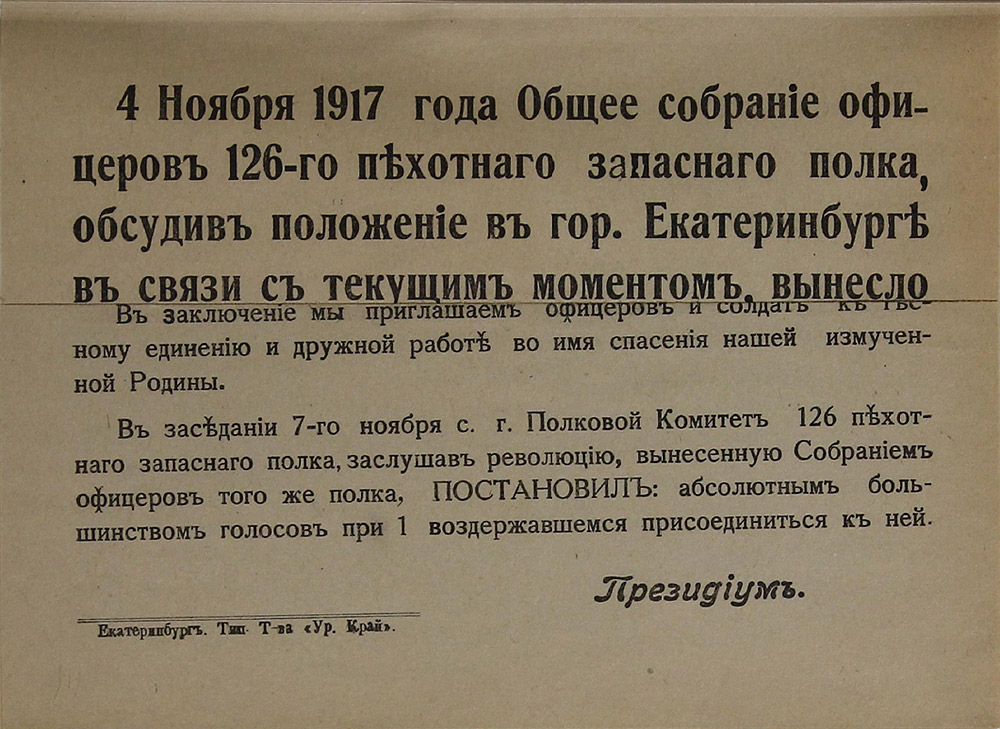 4 Ноября 1917 года Общее собраніе офи-
церовъ 126-го пѣхотнаго запаснаго полка,
обсудивъ положеніе въ гор. Екатеринбургѣ
въ связи съ текущимъ моментомъ, вынесло
Въ заключеніе мы приглашаемъ офицеровъ и солдатъ къ тѣс-
ному единенію и дружной работѣ во имя спасенія нашей измучен-
ной Родины.
Въ засѣданіи 7-го ноября с. г. Полковой Комитетъ 126 пѣхот-
наго запаснаго полка, заслушавъ революцію, вынесенную Собраніемъ
офицеровъ того же полка, ПОСТАНОВИЛЪ: абсолютнымъ боль-
шинствомъ голосовъ при 1 воздержавшемся присоединиться къ ней.
Президіумъ.
Екатеринбургъ. Тип. Т-ва «Ур. Край».